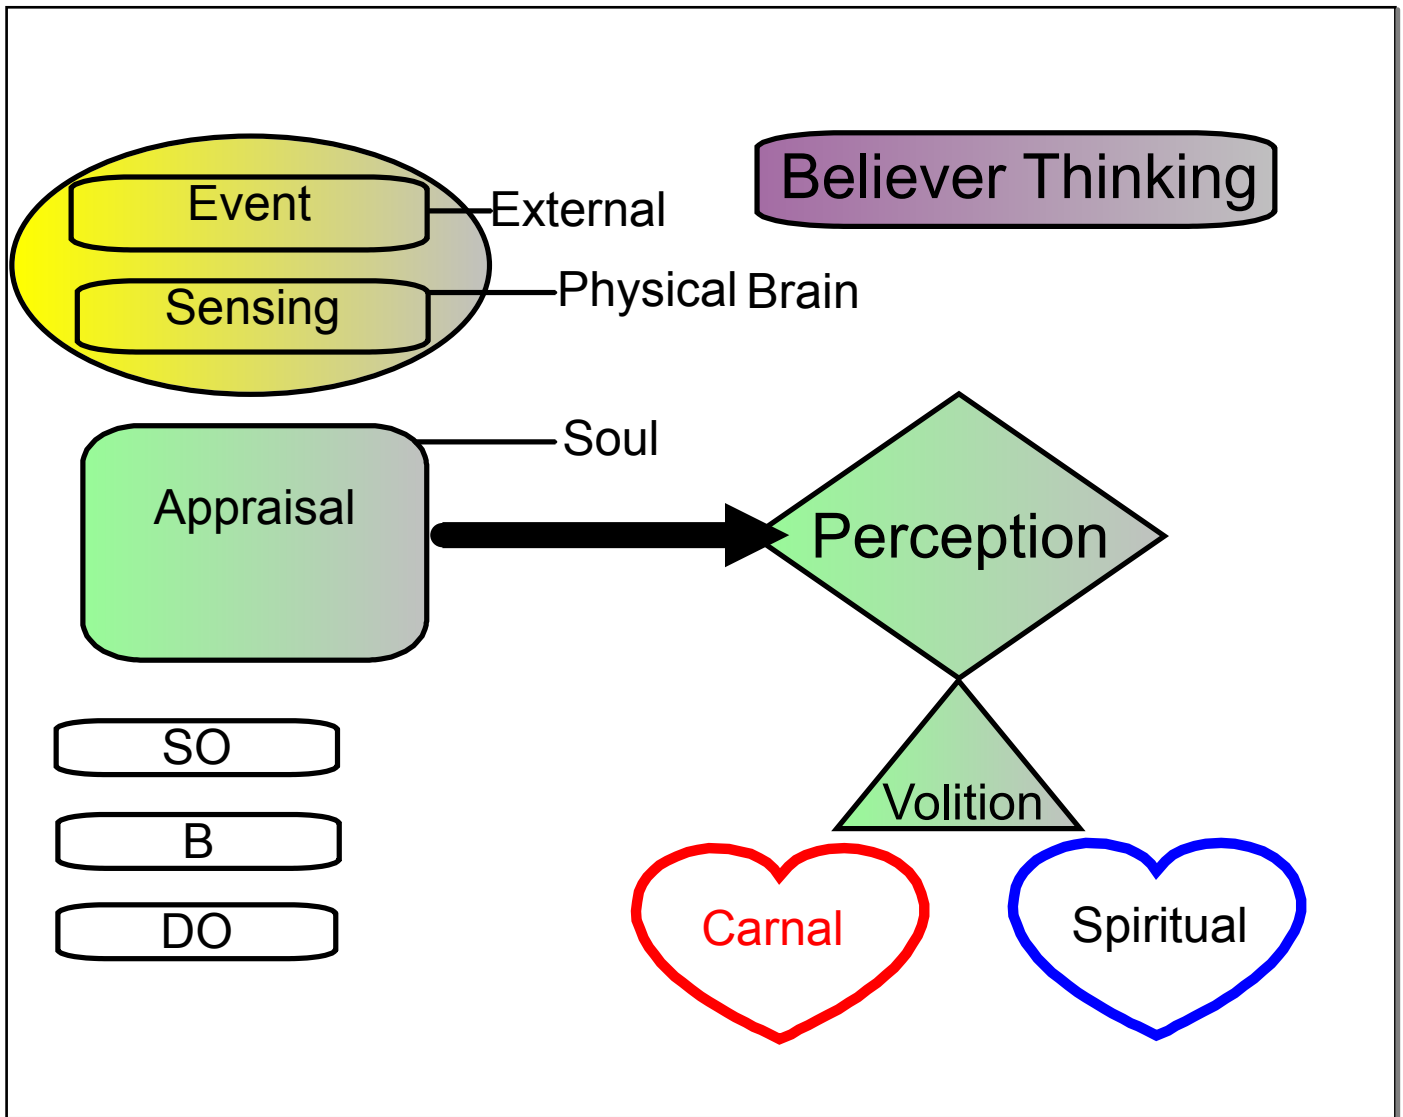 Believer Thinking
Event
External
Sensing
Physical Brain
Soul
Appraisal
Perception
SO
Volition
B
DO
Carnal
Spiritual